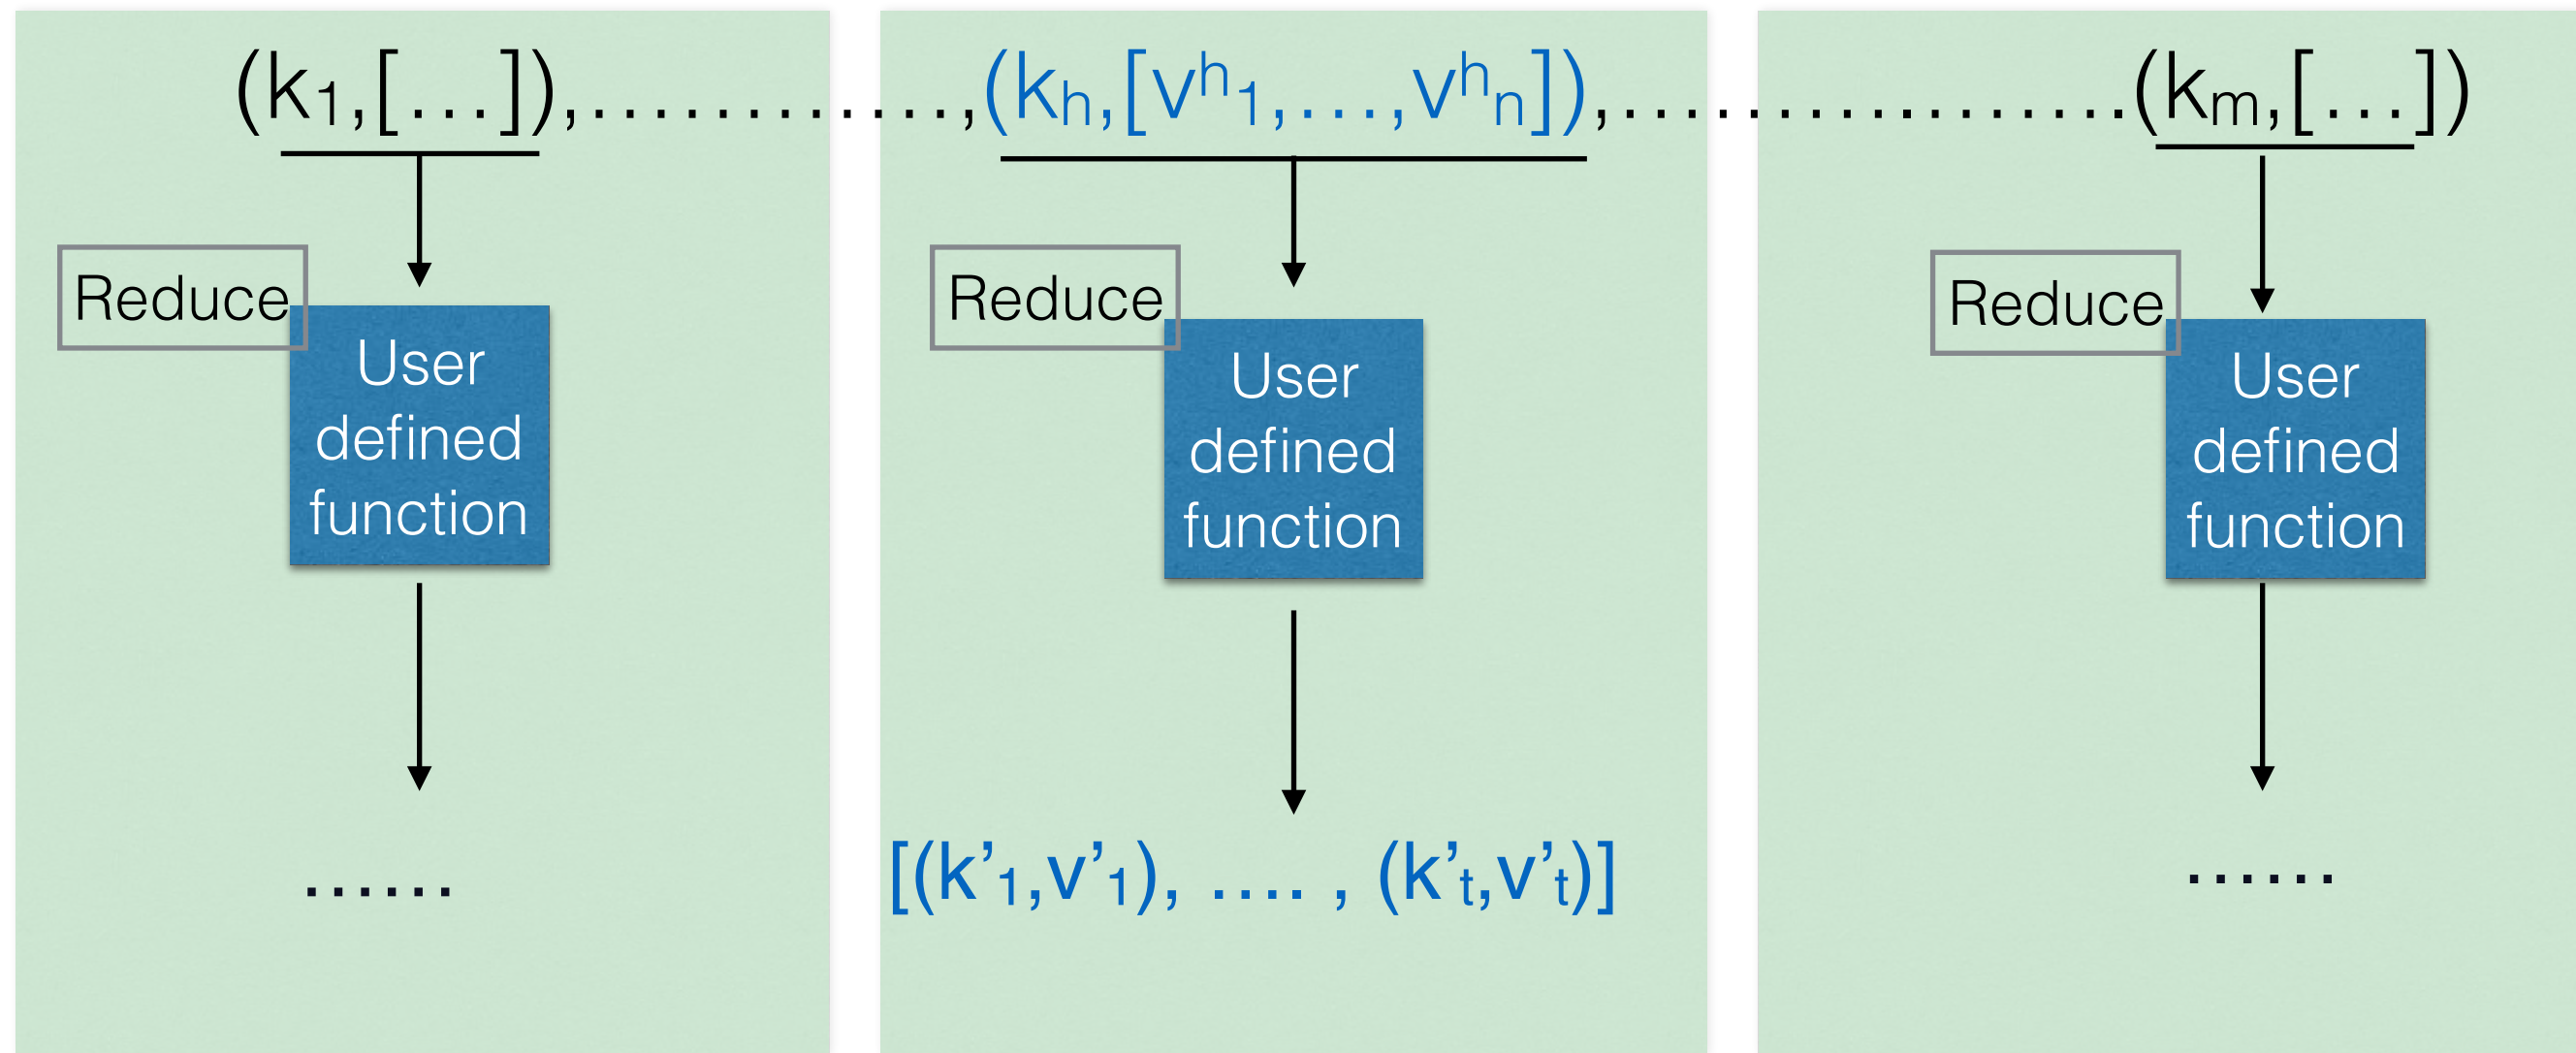 (k1,[…]),…………,(kh,[vh1,…,vhn]),……………….(km,[…])
Reduce
User
defined
function
……
Reduce
User
defined
function
[(k’1,v’1), …. , (k’t,v’t)]
Reduce
User
defined
function
……